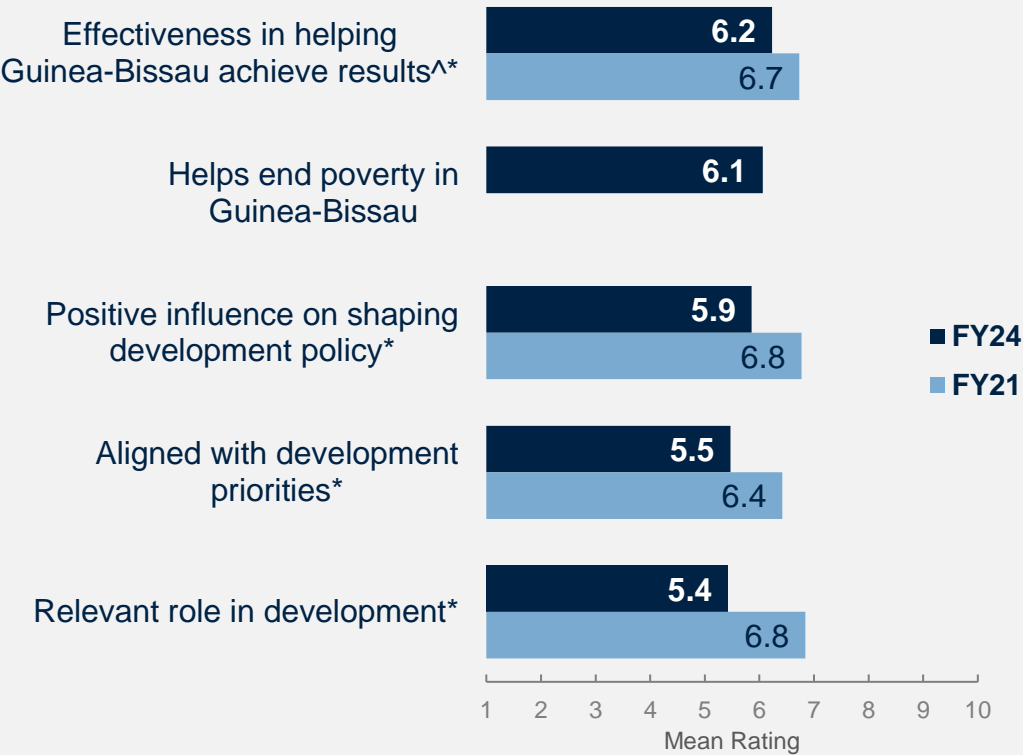 Effectiveness in helping
Guinea-Bissau achieve results^*
6.2
6.7
Helps end poverty in
Guinea-Bissau
6.1
Positive influence on shaping
development policy*
5.9
6.8
Aligned with development
priorities*
5.5
6.4
Relevant role in development*
5.4
6.8
FY24
FY21
1 2 3 4 5 6 7 8 9 10
Mean Rating